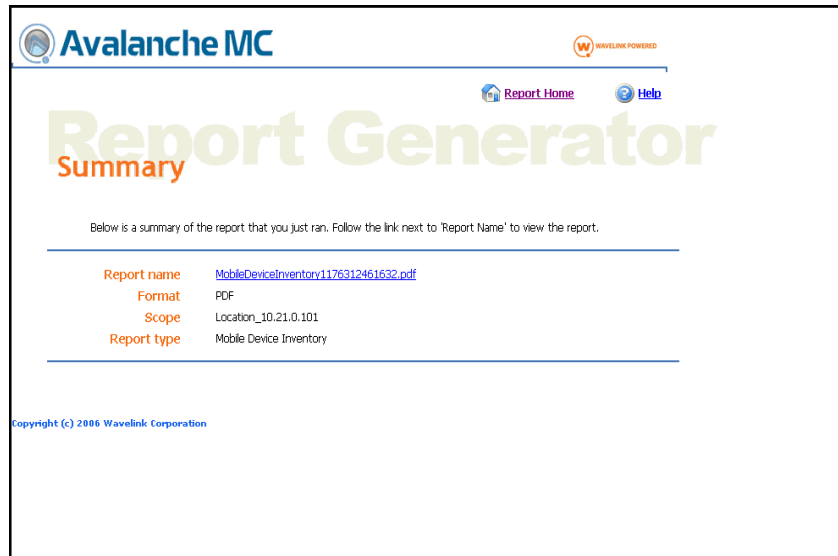 Avalanche MC
W WAVELINK POWERED
Report Home Help
Report Generator
Summary
Below is a summary of the report that you just ran. Follow the link next to 'Report Name' to view the report.
Report name MobileDeviceInventory1176312461632.pdf
Format PDF
Scope Location_10.21.0.101
Report type Mobile Device Inventory
Copyright (c) 2006 Wavelink Corporation